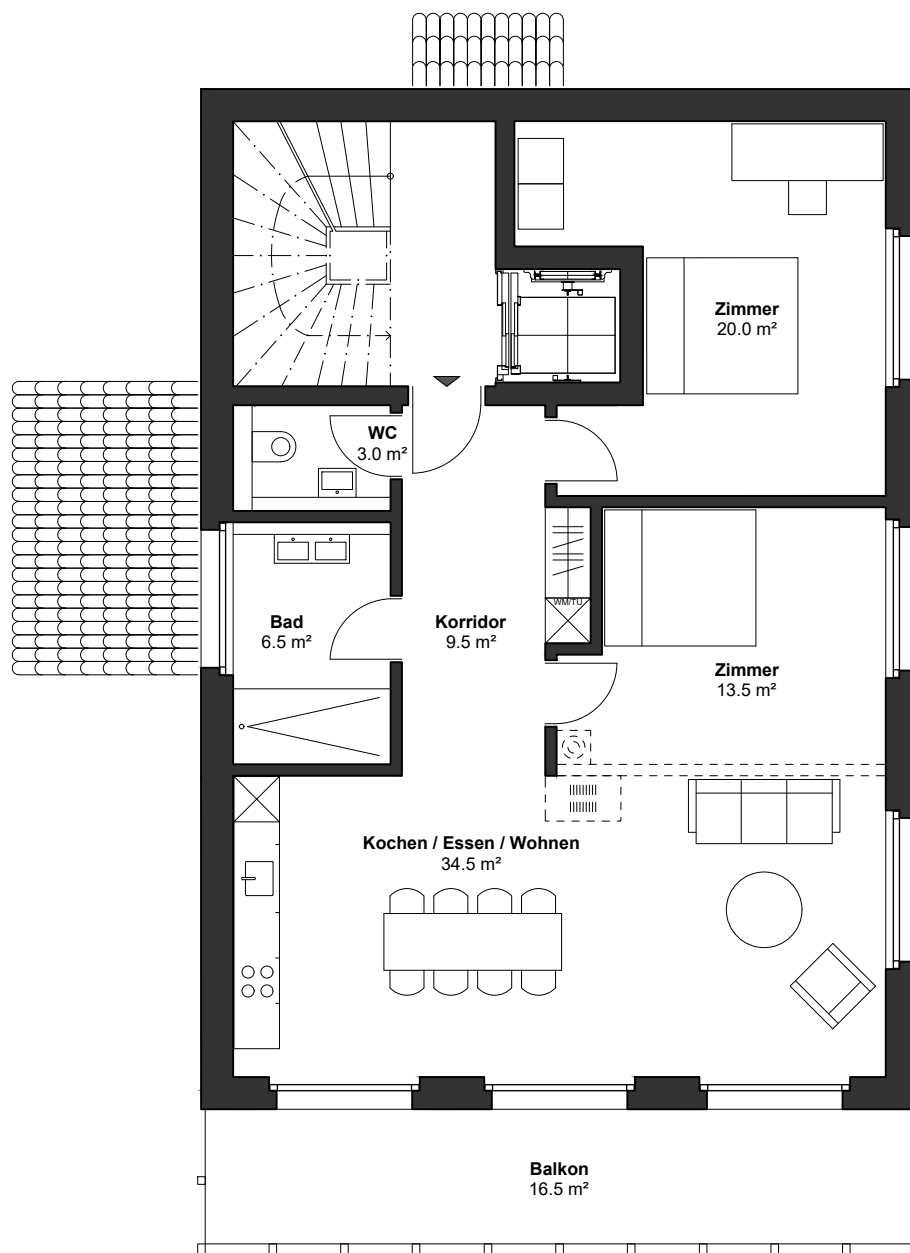 Zimmer
20.0 m²
WC
3.0 m²
WM/TU
Bad
6.5 m²
Korridor
9.5 m²
Zimmer
13.5 m²
Kochen / Essen / Wohnen
34.5 m²
Balkon
16.5 m²